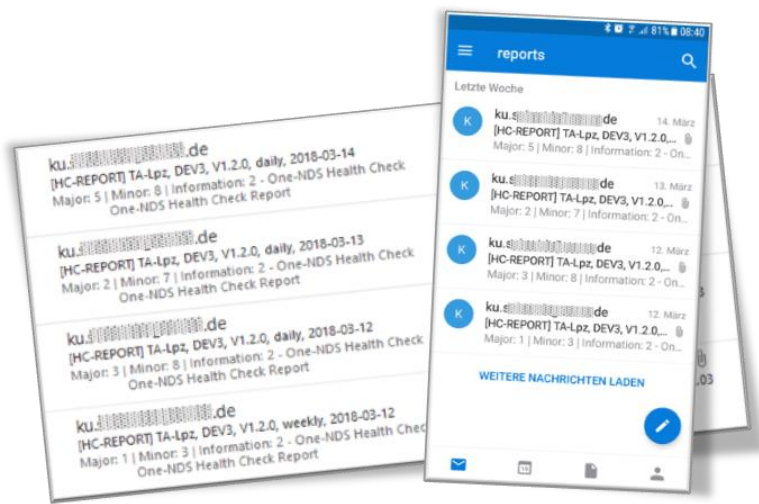 ku.s de
[HC-REPORT] TA-Lpz, DEV3, V1.2.0, daily, 2018-03-14
Major: 5 | Minor: 8 | Information: 2 - One-NDS Health Check
One-NDS Health Check Report
ku.s .de
[HC-REPORT] TA-Lpz, DEV3, V1.2.0, daily, 2018-03-13
Major: 2 | Minor: 7 | Information: 2 - One-NDS Health Check
One-NDS Health Check Report
ku.s .de
[HC-REPORT] TA-Lpz, DEV3, V1.2.0, daily, 2018-03-12
Major: 3 | Minor: 8 | Information: 2 - One-NDS Health Check
One-NDS Health Check Report
ku.s .de
[HC-REPORT] TA-Lpz, DEV3, V1.2.0, weekly, 2018-03-12
Major: 1 | Minor: 3 | Information: 2 - One-NDS Health Chec
One-NDS Health Check Report
81% 08:40
reports
Letzte Woche
K
ku.s de 14. März
[HC-REPORT] TA-Lpz, DEV3, V1.2.0,...
Major: 5 | Minor: 8 | Information: 2 - On...
K
ku.s de 13. März
[HC-REPORT] TA-Lpz, DEV3, V1.2.0,...
Major: 2 | Minor: 7 | Information: 2 - On...
K
ku.s de 12. März
[HC-REPORT] TA-Lpz, DEV3, V1.2.0,...
Major: 3 | Minor: 8 | Information: 2 - On...
K
ku.s de 12. März
[HC-REPORT] TA-Lpz, DEV3, V1.2.0,...
Major: 1 | Minor: 3 | Information: 2 - On...
WEITERE NACHRICHTEN LADEN
.03